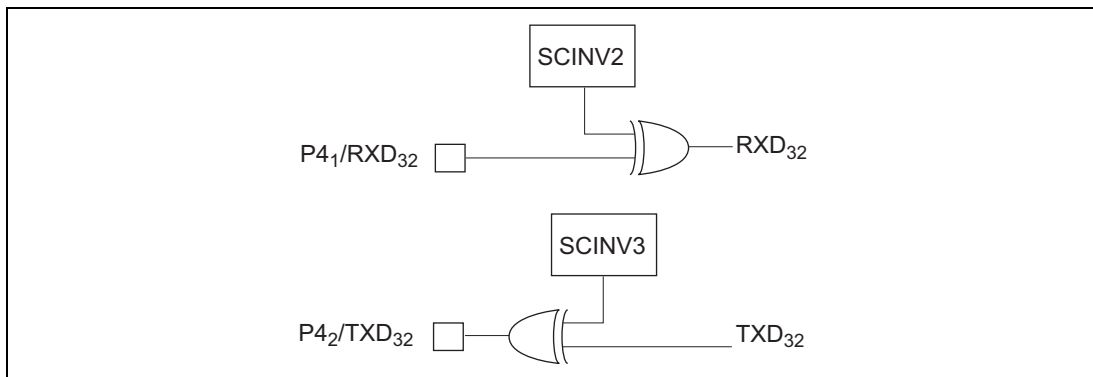 SCINV2
P4₁/RXD₃₂
RXD₃₂
SCINV3
P4₂/TXD₃₂
TXD₃₂